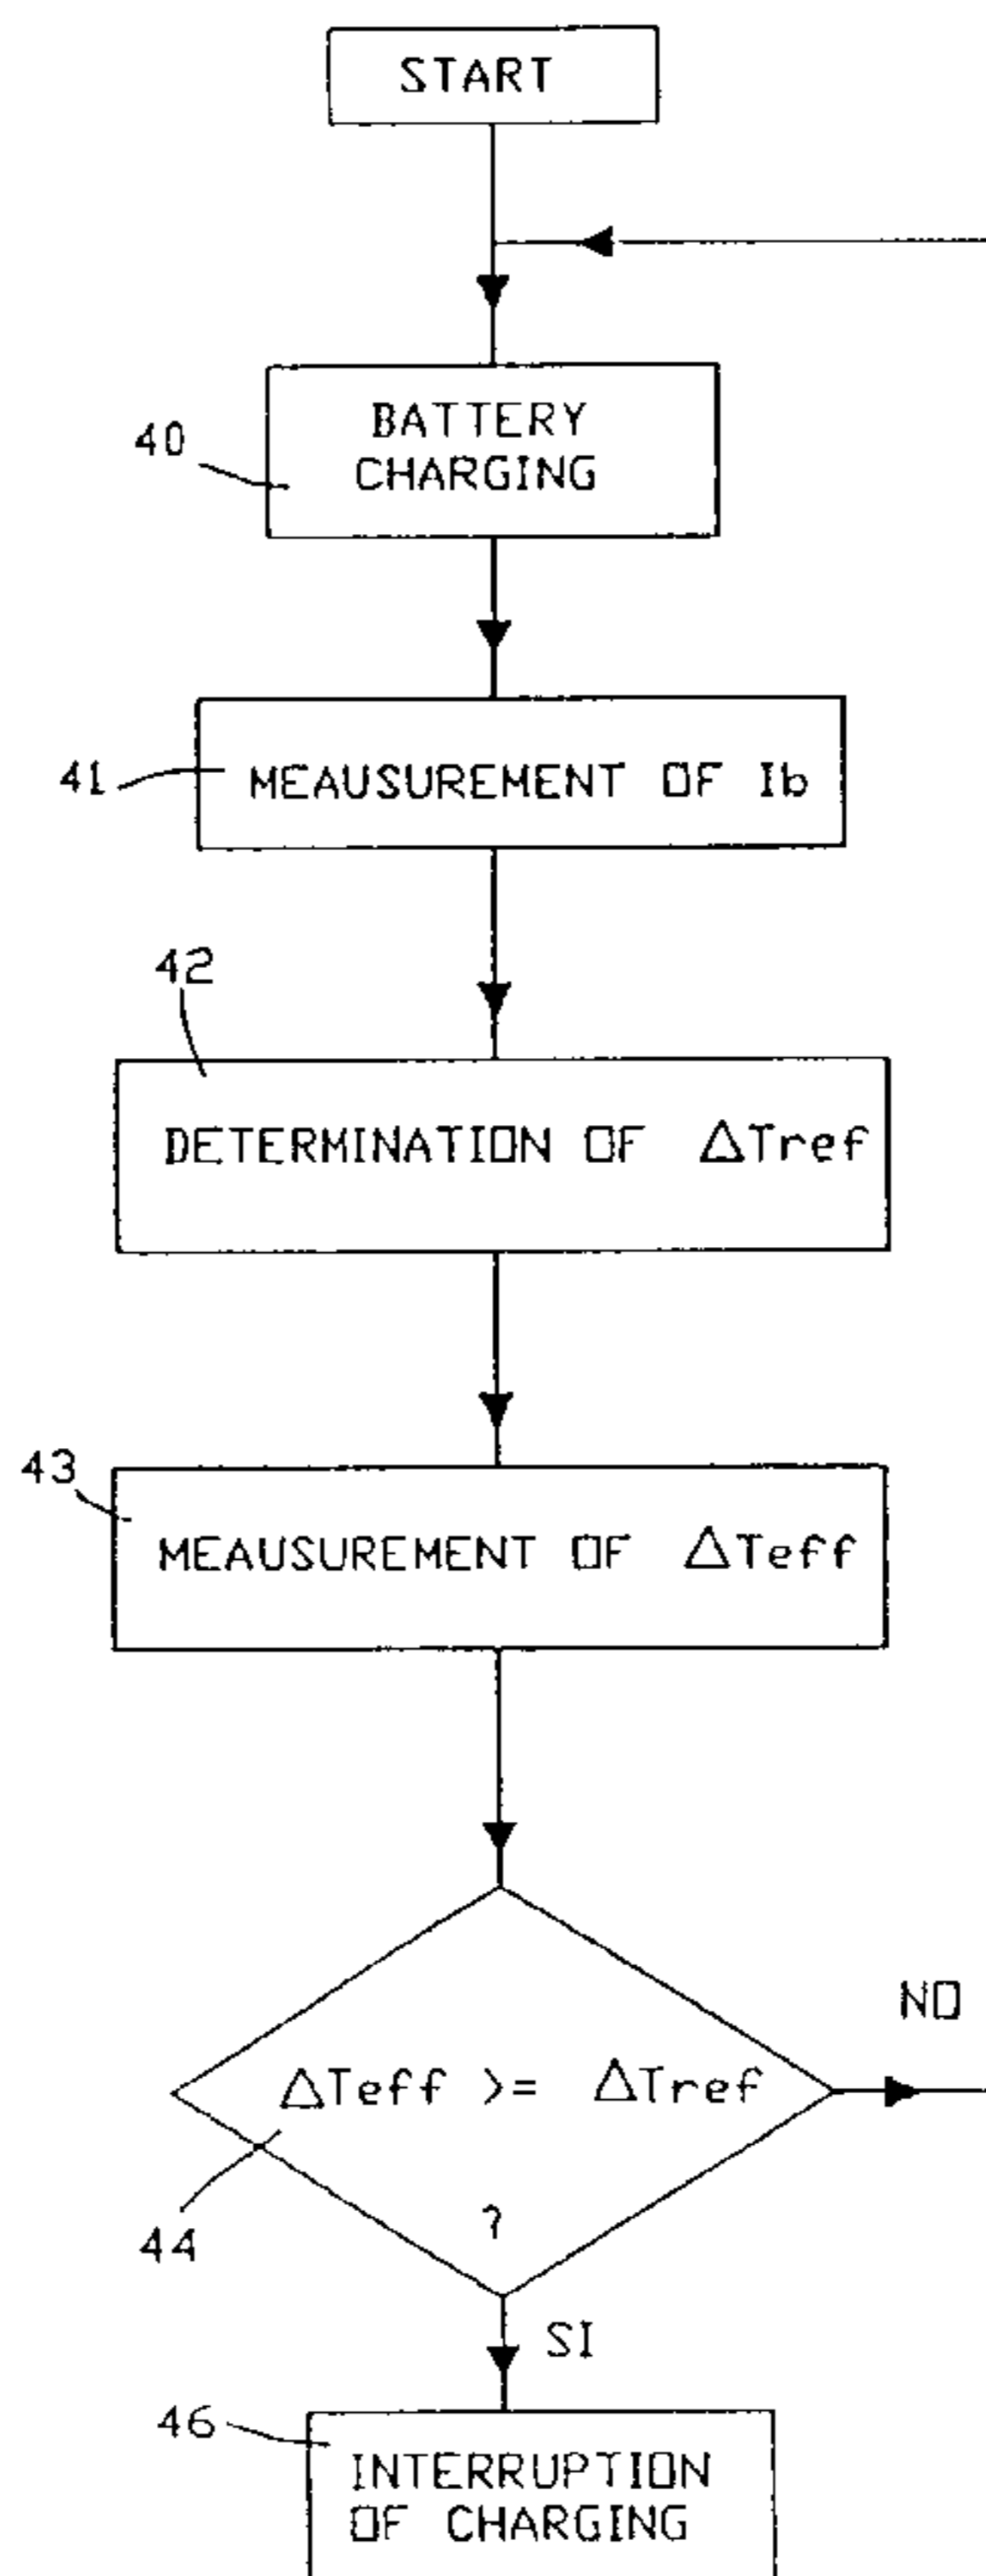 START
BATTERY
CHARGING
40
MEAUSUREMENT OF Ib
41
42
DETERMINATION OF ΔTref
43
MEAUSUREMENT OF ΔTeff
NO
ΔTeff >= ΔTref
?
44
SI
46
INTERRUPTION
OF CHARGING